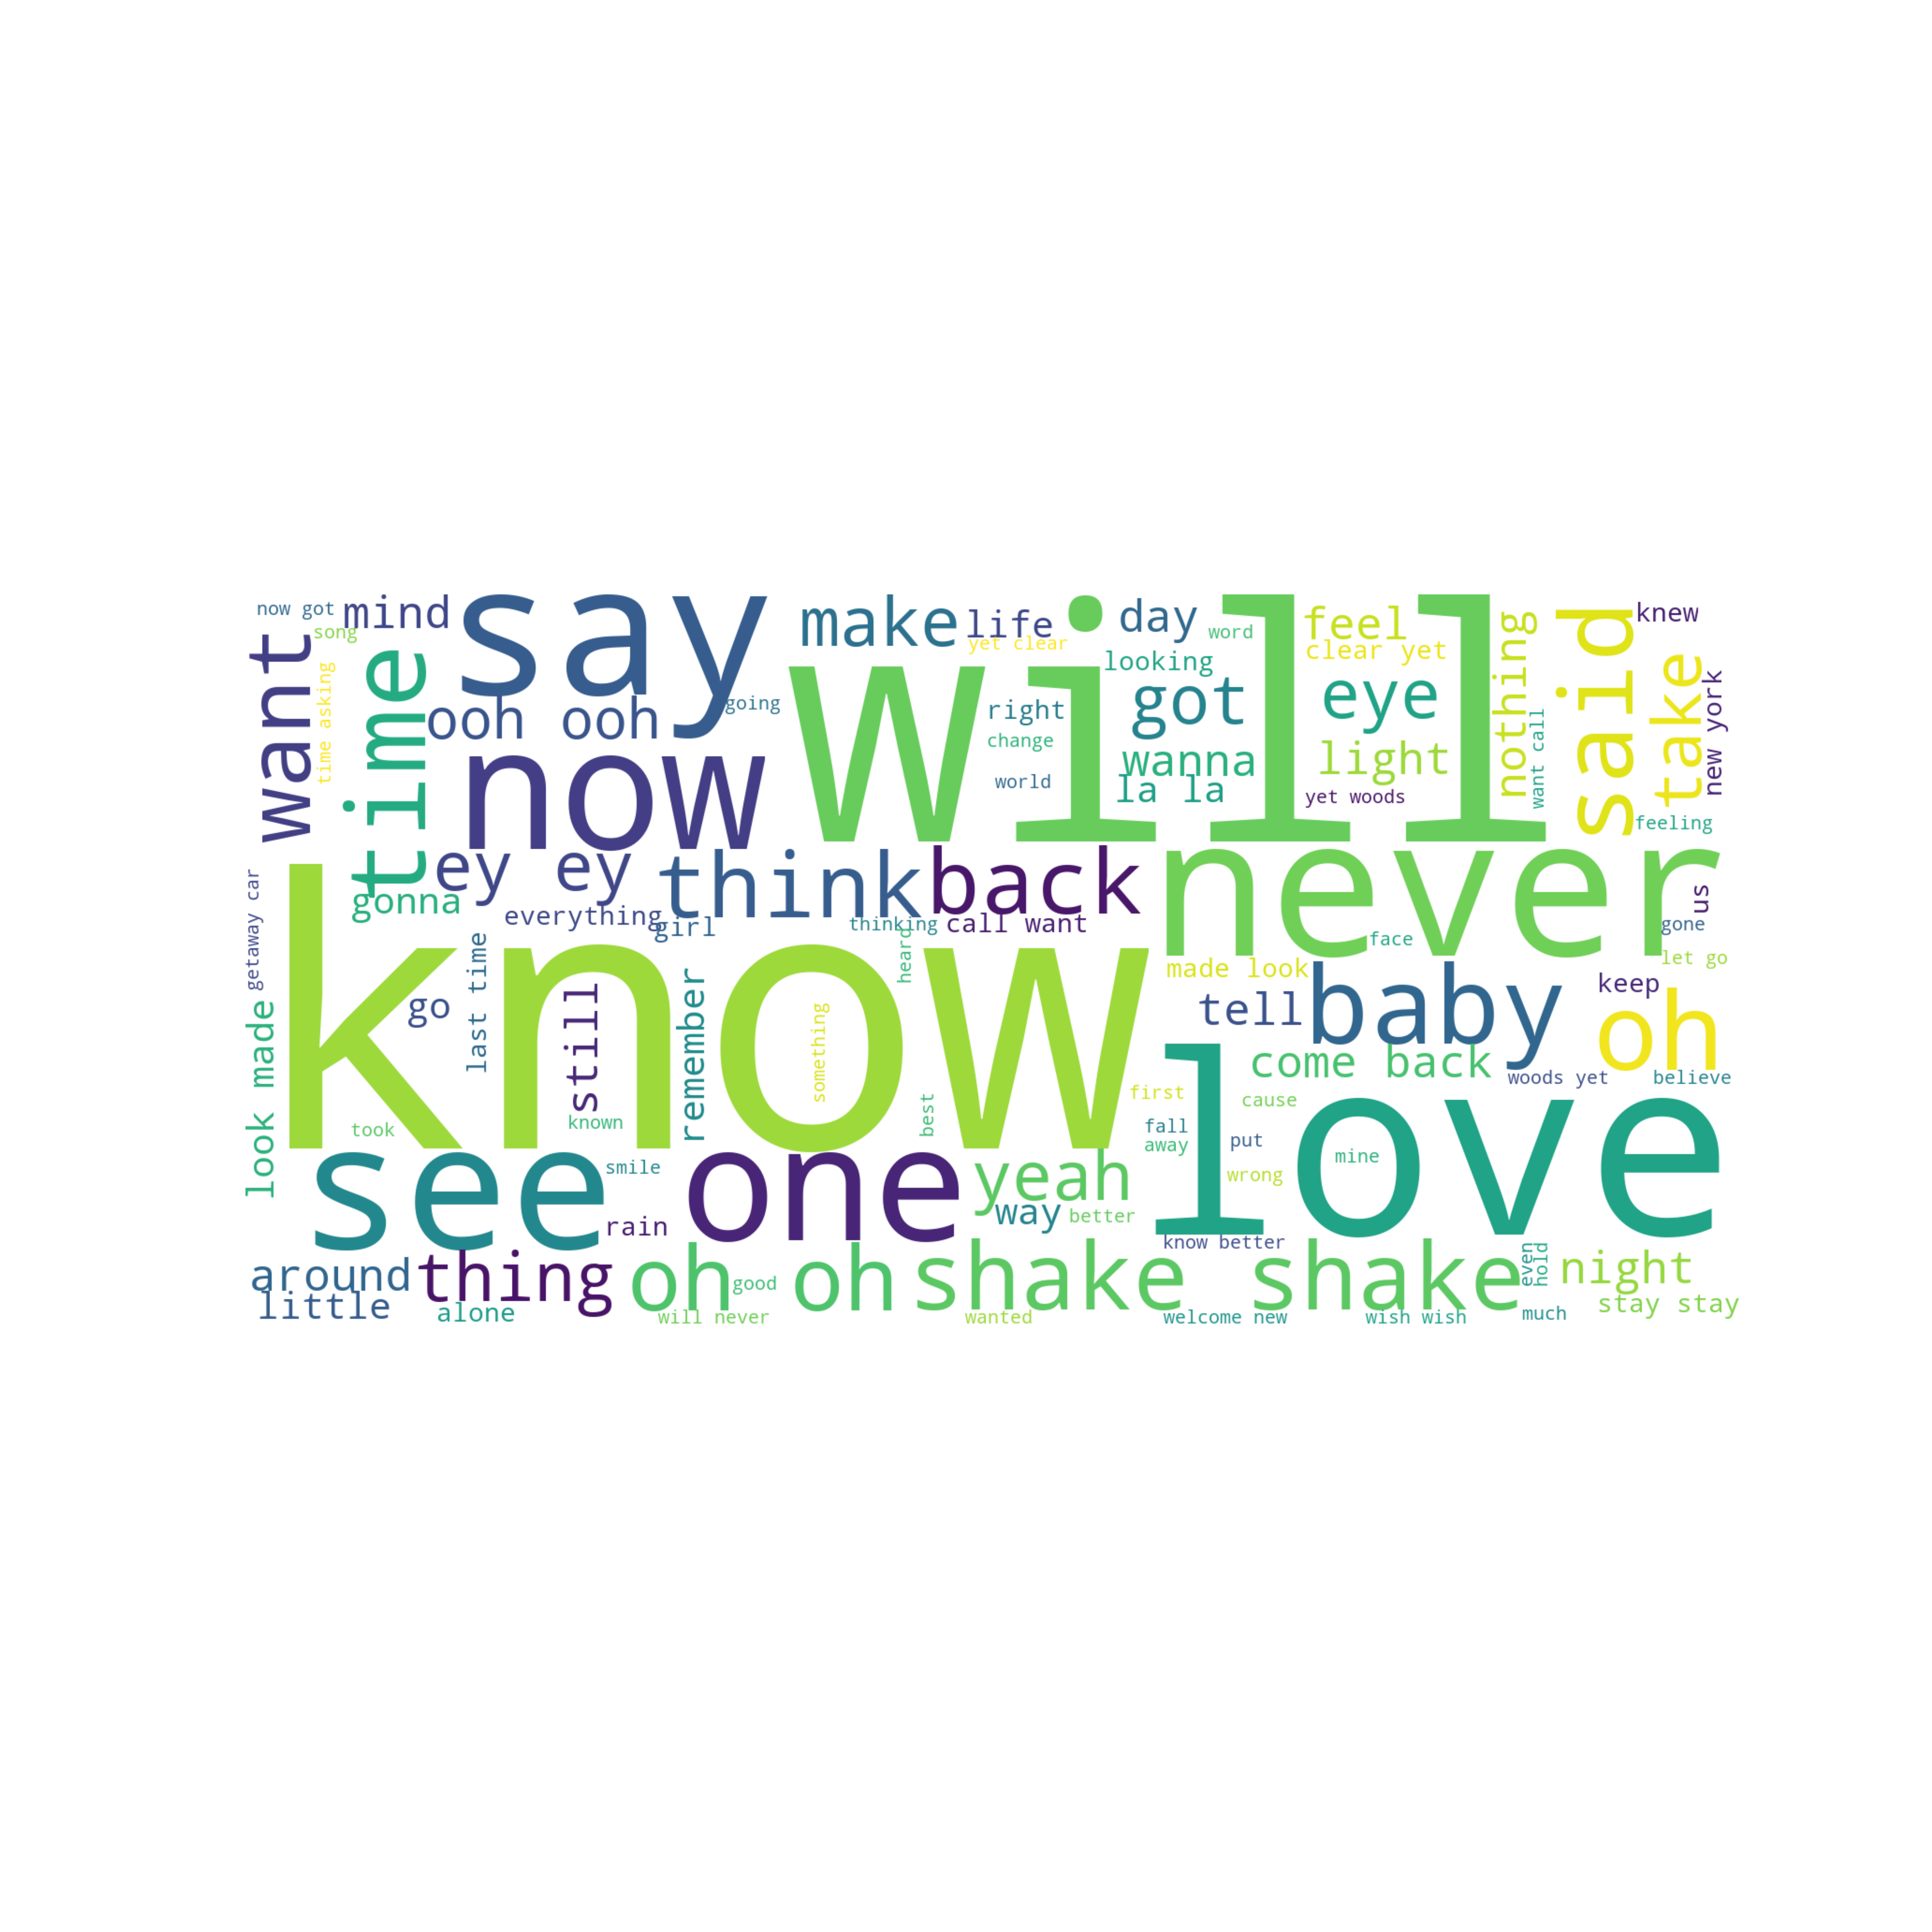 now got
mind
say
make
life
will
day
word
feel
knew
song
yet clear
clear yet
want
time asking
time
looking
nothing
said
take
new york
ooh ooh
going
right
got
eye
want call
change
wanna
light
now
world
la la
yet woods
feeling
ey ey
think
back
never
us
gonna
everything
girl
thinking
call want
face
gone
getaway car
know
heard
made look
let go
go
last time
still
remember
something
tell
baby
keep
oh
look made
come back
woods yet
believe
took
known
best
first
cause
love
fall
away
put
mine
wrong
see
smile
one
yeah
way
better
rain
know better
around
thing
oh oh
good
shake shake
even
hold
night
little
alone
will never
wanted
welcome new
wish wish
much
stay stay